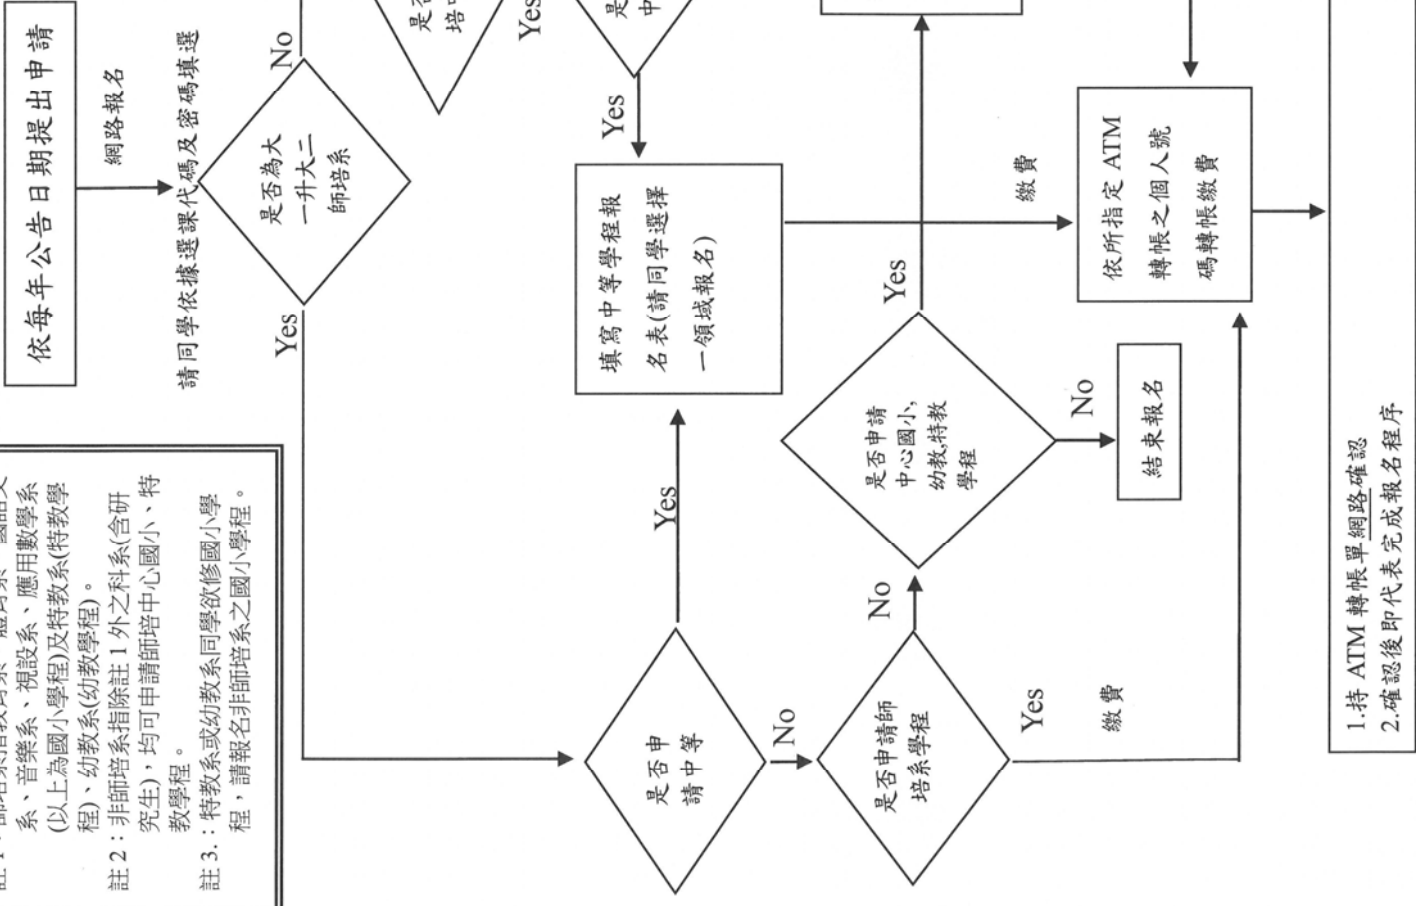 系、音樂系、視設系、應用數學系
(以上為國小學程)及特教系(特教學
程)、幼教系(幼教學程)。
註 2：非師培系指除註 1 外之科系(含研
究生)，均可申請師培中心國小、特
教學程。
註 3.：特教系或幼教系同學欲修國小學
程，請報名非師培系之國小學程。
依每年公告日期提出申請
網路報名
請同學依據選課代碼及密碼填選
是否為大
一升大二
師培系
No
Yes
Yes
Yes
是否申
請中等
Yes
No
填寫中等學程報
名表(請同學選擇
一領域報名)
繳費
是否申請師
培系學程
No
Yes
繳費
是否申請
中心國小,
幼教,特教
學程
Yes
No
結束報名
依所指定 ATM
轉帳之個人號
碼轉帳繳費
1.持 ATM 轉帳單網路確認
2.確認後即代表完成報名程序